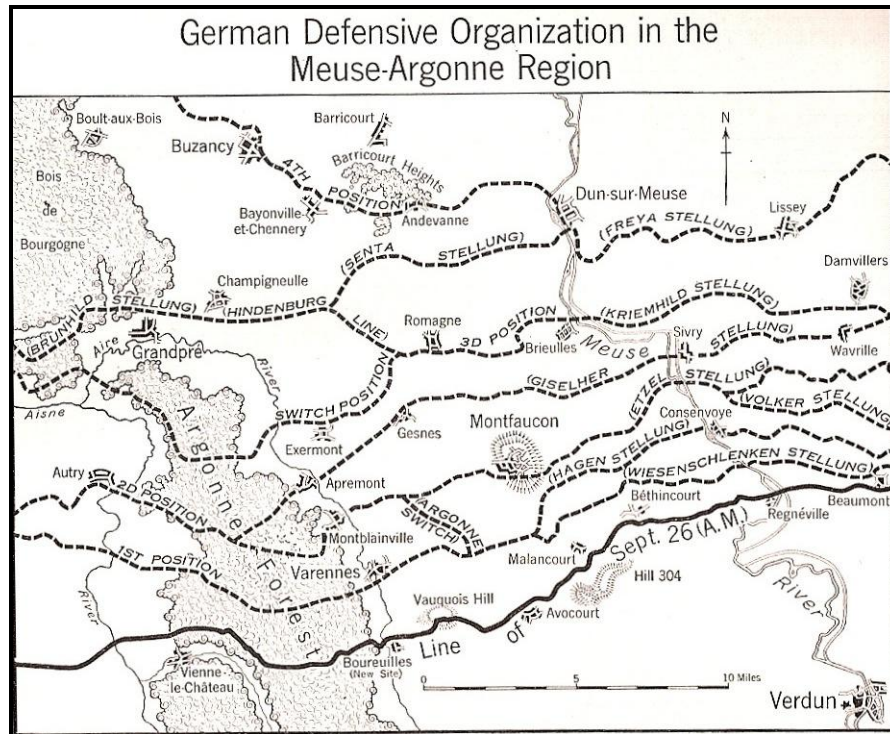 German Defensive Organization in the
Meuse-Argonne Region
Boult-aux-Bois
Buzancy
Barricourt
N
Bois
de
Bourgogne
Barricourt Heights
4TH
POSITION
Bayonville-
et-Chennery
Andevanne
Dun-sur-Meuse
Lissey
(FREYA STELLUNG)
(SENTA
STELLUNG)
Damvillers
Champigneulle
(BRUNHILD STELLUNG)
(HINDENBURG
LINE)
Romagne
3D POSITION
(KRIEMHILD STELLUNG)
Brieulles
Meuse
Sivry
Wavrille
Aire
Grandpré
River
SWITCH POSITION
(GISELHER
STELLUNG)
Aisne
Argonne
Forest
Exermont
Gesnes
Montfaucon
(ETZEL STELLUNG)
(VOLKER STELLUNG)
Consenvoye
(HAGEN STELLUNG)
(WIESENSCHLENKEN STELLUNG)
Autry
2D POSITION
Apremont
ARGONNE
SWITCH)
Béthincourt
Regnéville
Beaumont
1ST POSITION
Montblainville
Varennes
Malancourt
Line of Sept. 26 (A.M.)
Hill 304
River
River
Vauquois Hill
Avocourt
Boureuilles
(New Site)
Vienne-
le-Château
0 5 10 Miles
Verdun